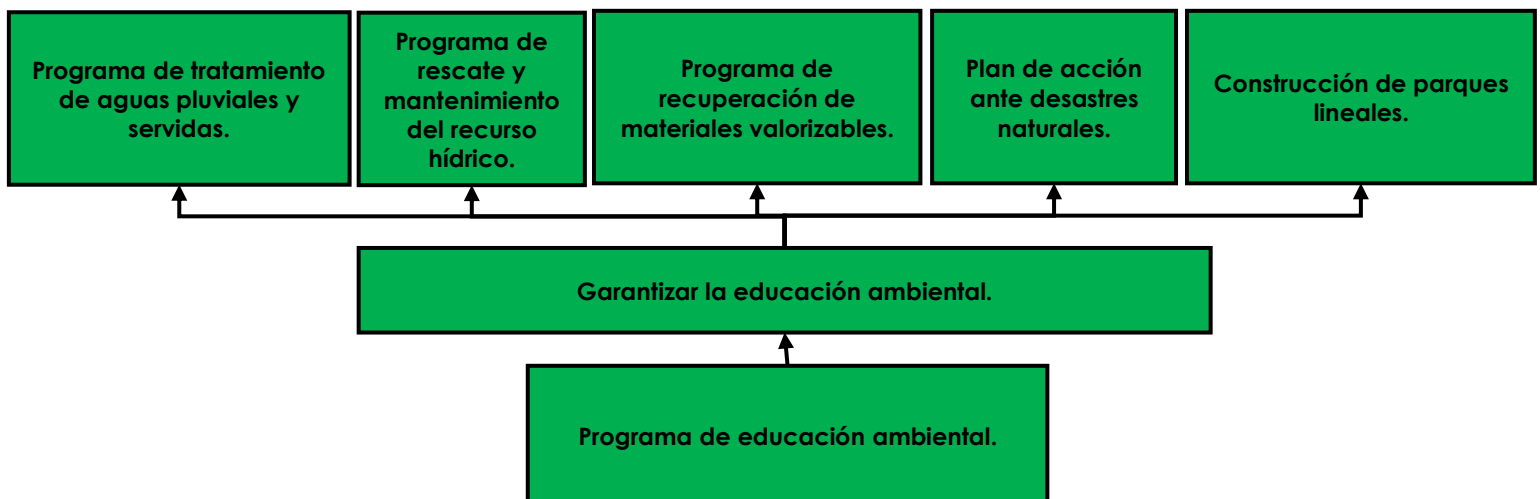 Programa de tratamiento
de aguas pluviales y
servidas.
Programa de
rescate y
mantenimiento
del recurso
hídrico.
Programa de
recuperación de
materiales valorizables.
Plan de acción
ante desastres
naturales.
Construcción de parques
lineales.
Garantizar la educación ambiental.
Programa de educación ambiental.